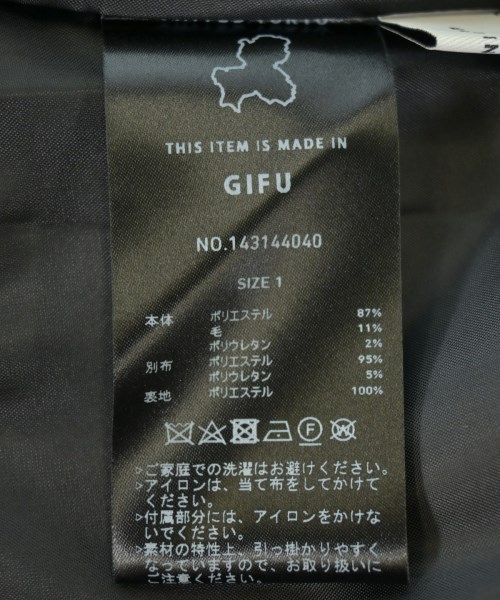 THIS ITEM IS MADE IN
GIFU
NO.143144040
SIZE 1
本体 ポリエステル 87%
毛 11%
ポリウレタン 2%
別布 ポリエステル 95%
ポリウレタン 5%
裏地 ポリエステル 100%
▷ご家庭での洗濯はお避けください。
▷アイロンは、当て布をしてかけて
ください。
▷付属部分には、アイロンをかけな
いでください。
▷素材の特性上、引っ掛かりやすく
なっていますので、お取り扱いに
ご注意ください。